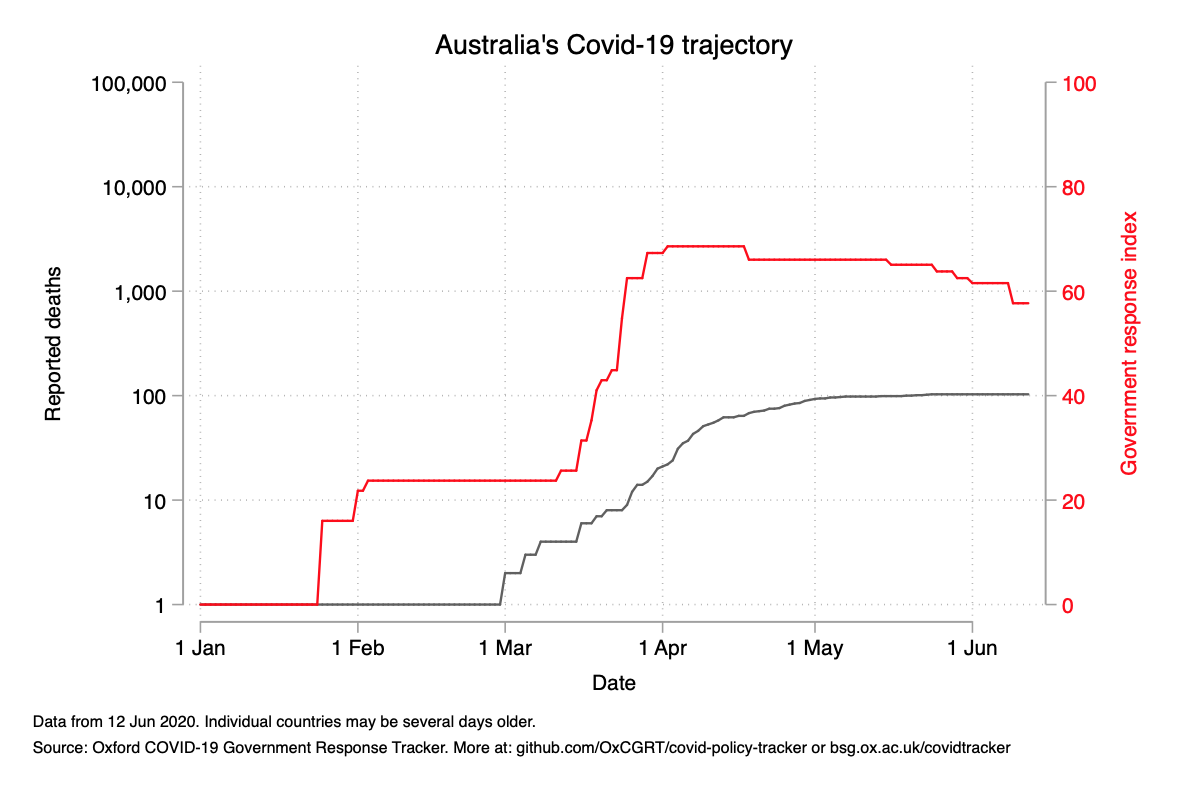 Australia's Covid-19 trajectory
100,000
10,000
1,000
100
10
1
Reported deaths
100
80
60
40
20
0
Government response index
1 Jan
1 Feb
1 Mar
1 Apr
1 May
1 Jun
Date
Data from 12 Jun 2020. Individual countries may be several days older.
Source: Oxford COVID-19 Government Response Tracker. More at: github.com/OxCGRT/covid-policy-tracker or bsg.ox.ac.uk/covidtracker